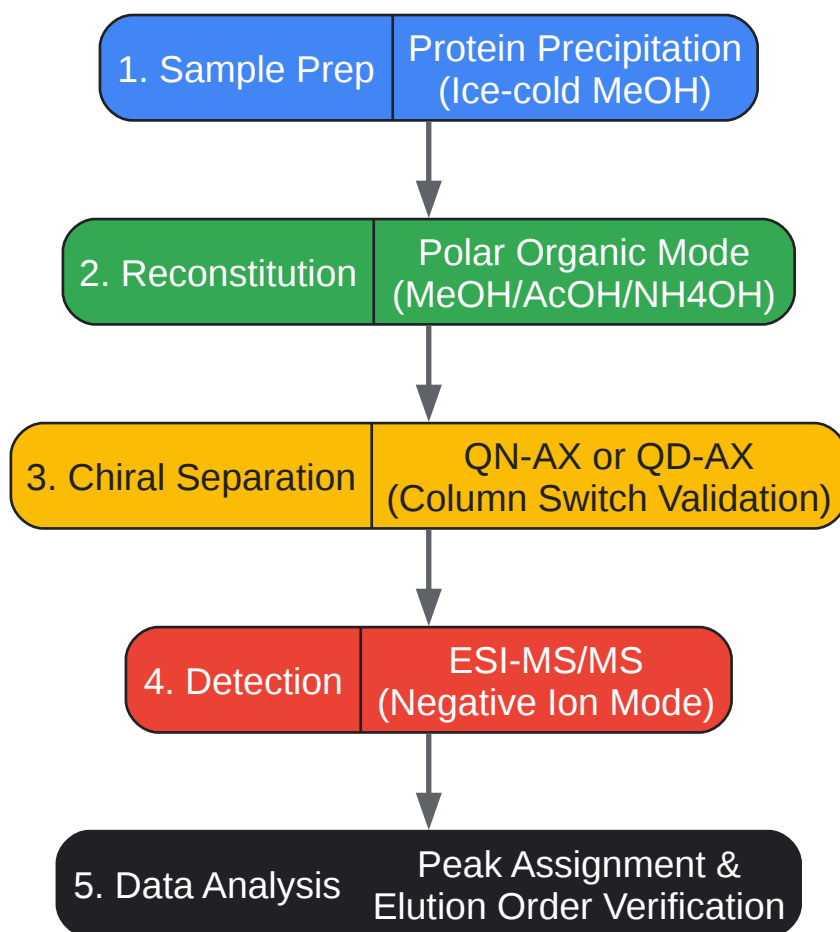 1. Sample Prep
Protein Precipitation
(Ice-cold MeOH)
2. Reconstitution
Polar Organic Mode
(MeOH/AcOH/NH4OH)
3. Chiral Separation
QN-AX or QD-AX
(Column Switch Validation)
4. Detection
ESI-MS/MS
(Negative Ion Mode)
5. Data Analysis
Peak Assignment &
Elution Order Verification